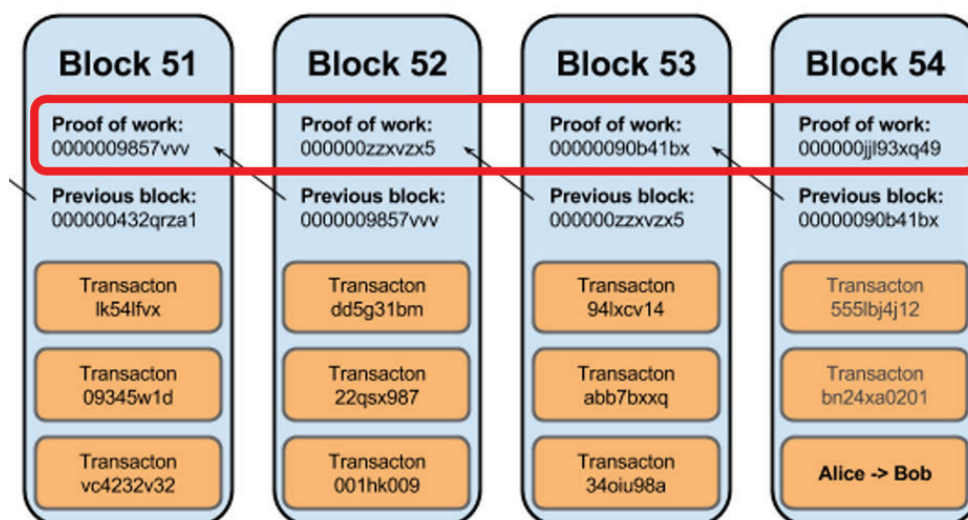 Block 51
Proof of work:
0000009857vvv
Previous block:
000000432qrza1
Transacton
lk54lfvx
Transacton
09345w1d
Transacton
vc4232v32
Block 52
Proof of work:
000000zzxvzx5
Previous block:
0000009857vvv
Transacton
dd5g31bm
Transacton
22qsx987
Transacton
001hk009
Block 53
Proof of work:
00000090b41bx
Previous block:
000000zzxvzx5
Transacton
94lxcv14
Transacton
abb7bxxq
Transacton
34oiu98a
Block 54
Proof of work:
000000jjl93xq49
Previous block:
00000090b41bx
Transacton
555lbj4j12
Transacton
bn24xa0201
Alice -> Bob